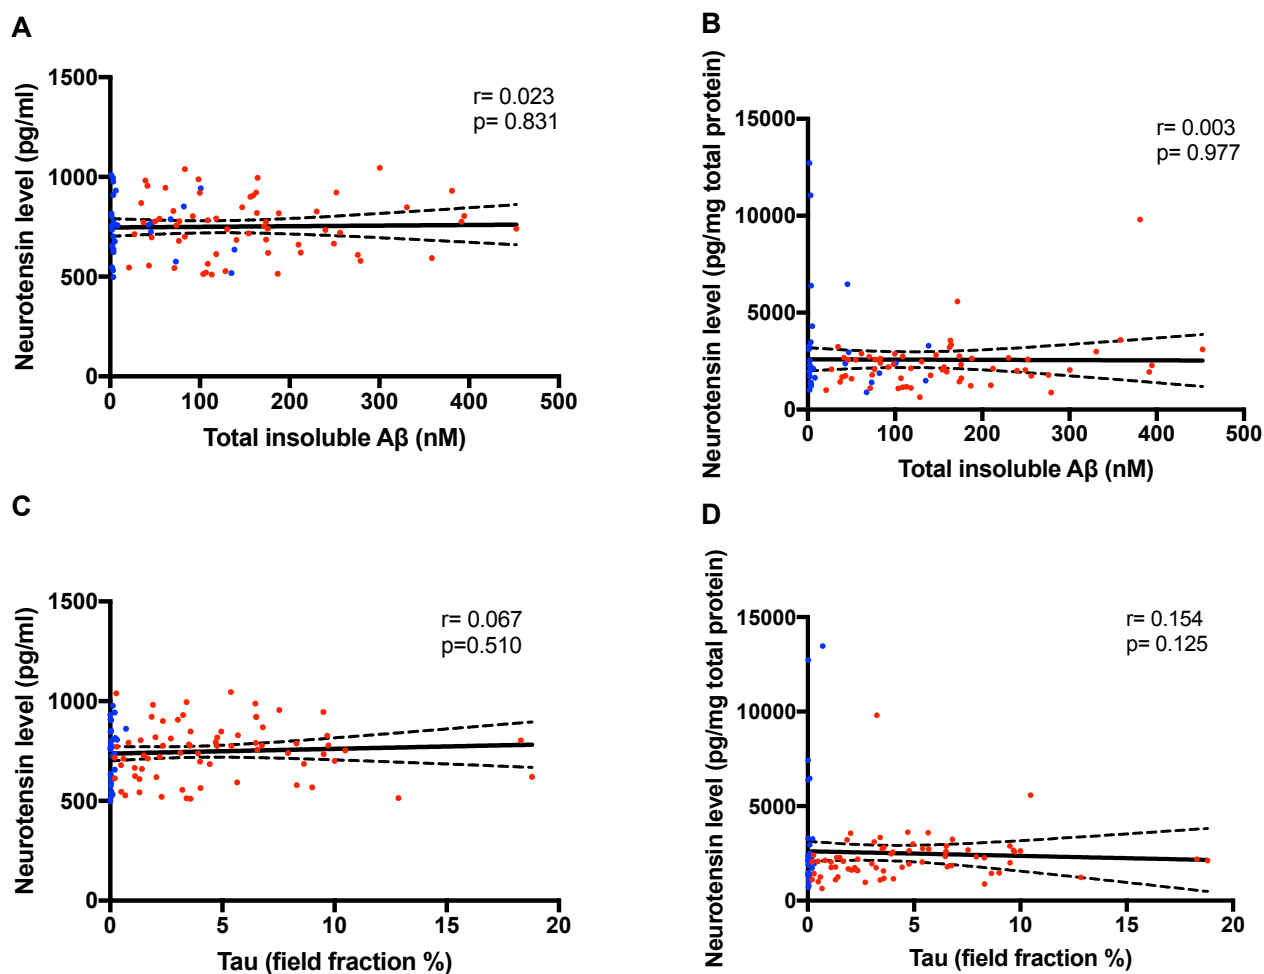 A
Neurotensin level (pg/ml)
1500
1000
500
0
0 100 200 300 400 500
Total insoluble Aβ (nM)
r= 0.023
p= 0.831
B
Neurotensin level (pg/mg total protein)
15000
10000
5000
0
0 100 200 300 400 500
Total insoluble Aβ (nM)
r= 0.003
p= 0.977
C
Neurotensin level (pg/ml)
1500
1000
500
0
0 5 10 15 20
Tau (field fraction %)
r= 0.067
p=0.510
D
Neurotensin level (pg/mg total protein)
15000
10000
5000
0
0 5 10 15 20
Tau (field fraction %)
r= 0.154
p= 0.125